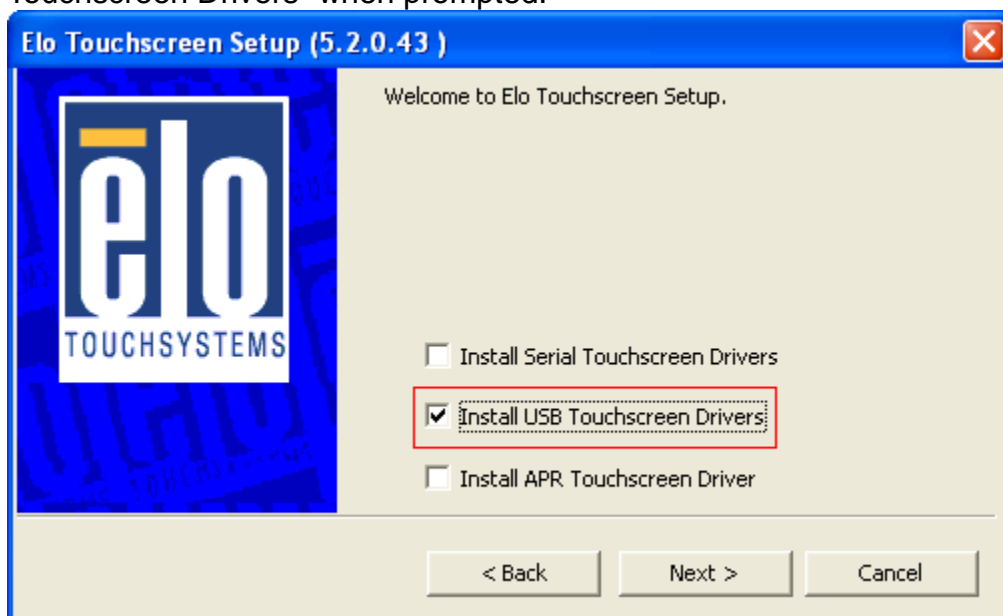 Touchscreen Drivers" when prompted.
Elo Touchscreen Setup (5.2.0.43 )
Welcome to Elo Touchscreen Setup.
elo
TOUCHSYSTEMS
Install Serial Touchscreen Drivers
Install USB Touchscreen Drivers
Install APR Touchscreen Driver
< Back
Next >
Cancel